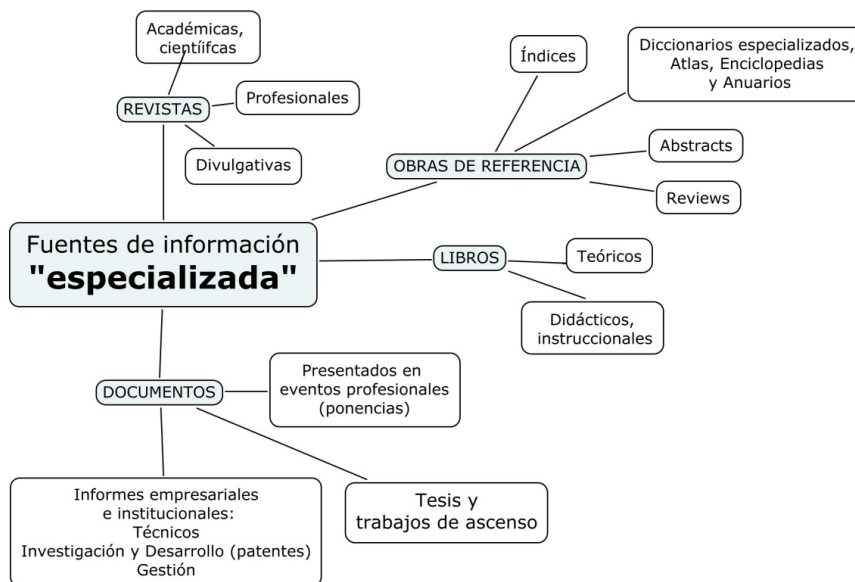 Académicas,
cientíifcas
REVISTAS
Profesionales
Divulgativas
Índices
Diccionarios especializados,
Atlas, Enciclopedias
y Anuarios
OBRAS DE REFERENCIA
Abstracts
Reviews
Fuentes de información
"especializada"
LIBROS
Teóricos
Didácticos,
instruccionales
DOCUMENTOS
Presentados en
eventos profesionales
(ponencias)
Informes empresariales
e institucionales:
Técnicos
Investigación y Desarrollo (patentes)
Gestión
Tesis y
trabajos de ascenso